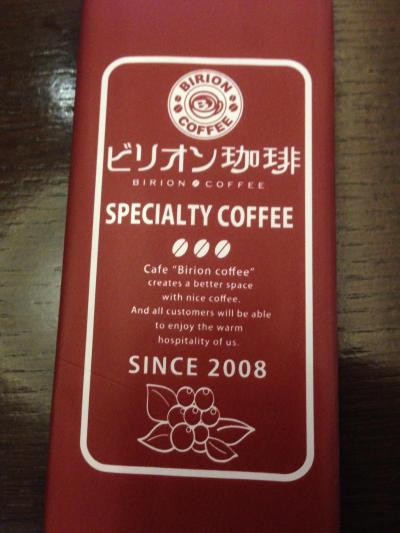 BIRION
COFFEE
ビリオン珈琲
BIRION COFFEE
SPECIALTY COFFEE
Cafe "Birion coffee"
creates a better space
with nice coffee.
And all customers will be able
to enjoy the warm
hospitality of us.
SINCE 2008